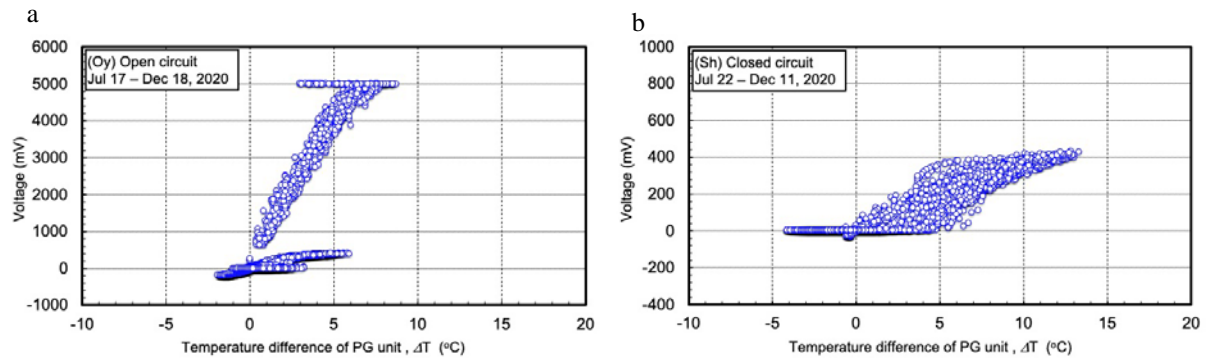 a
(Oy) Open circuit
Jul 17 – Dec 18, 2020
Voltage (mV)
6000
5000
4000
3000
2000
1000
0
-1000
-10 -5 0 5 10 15 20
Temperature difference of PG unit , ΔT (°C)
b
(Sh) Closed circuit
Jul 22 – Dec 11, 2020
Voltage (mV)
1000
800
600
400
200
0
-200
-400
-10 -5 0 5 10 15 20
Temperature difference of PG unit , ΔT (°C)